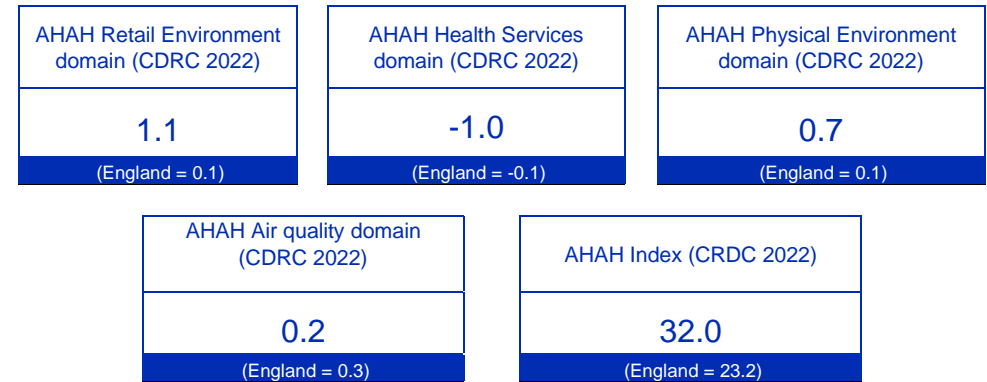 AHAH Retail Environment
domain (CDRC 2022)
1.1
(England = 0.1)
AHAH Health Services
domain (CDRC 2022)
-1.0
(England = -0.1)
AHAH Physical Environment
domain (CDRC 2022)
0.7
(England = 0.1)
AHAH Air quality domain
(CDRC 2022)
0.2
(England = 0.3)
AHAH Index (CRDC 2022)
32.0
(England = 23.2)